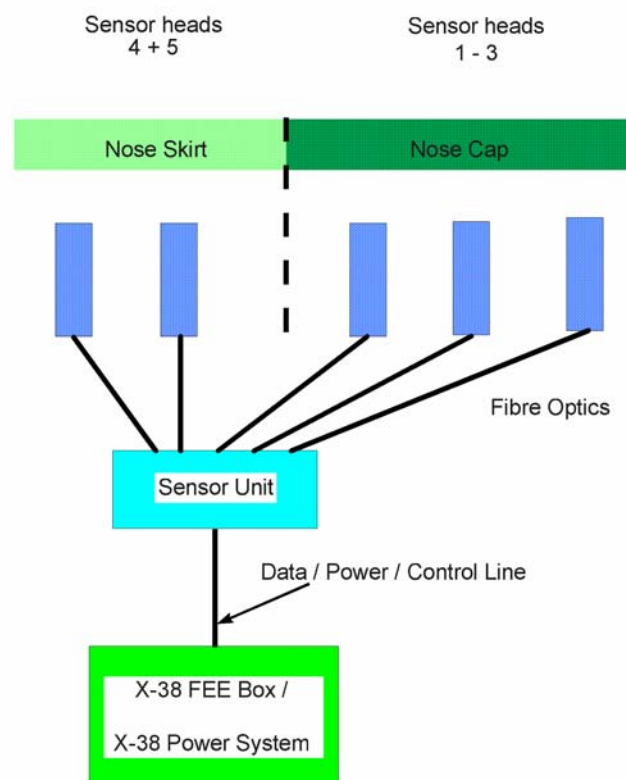 Sensor heads
4 + 5
Sensor heads
1 - 3
Nose Skirt
Nose Cap
Fibre Optics
Sensor Unit
Data / Power / Control Line
X-38 FEE Box /
X-38 Power System